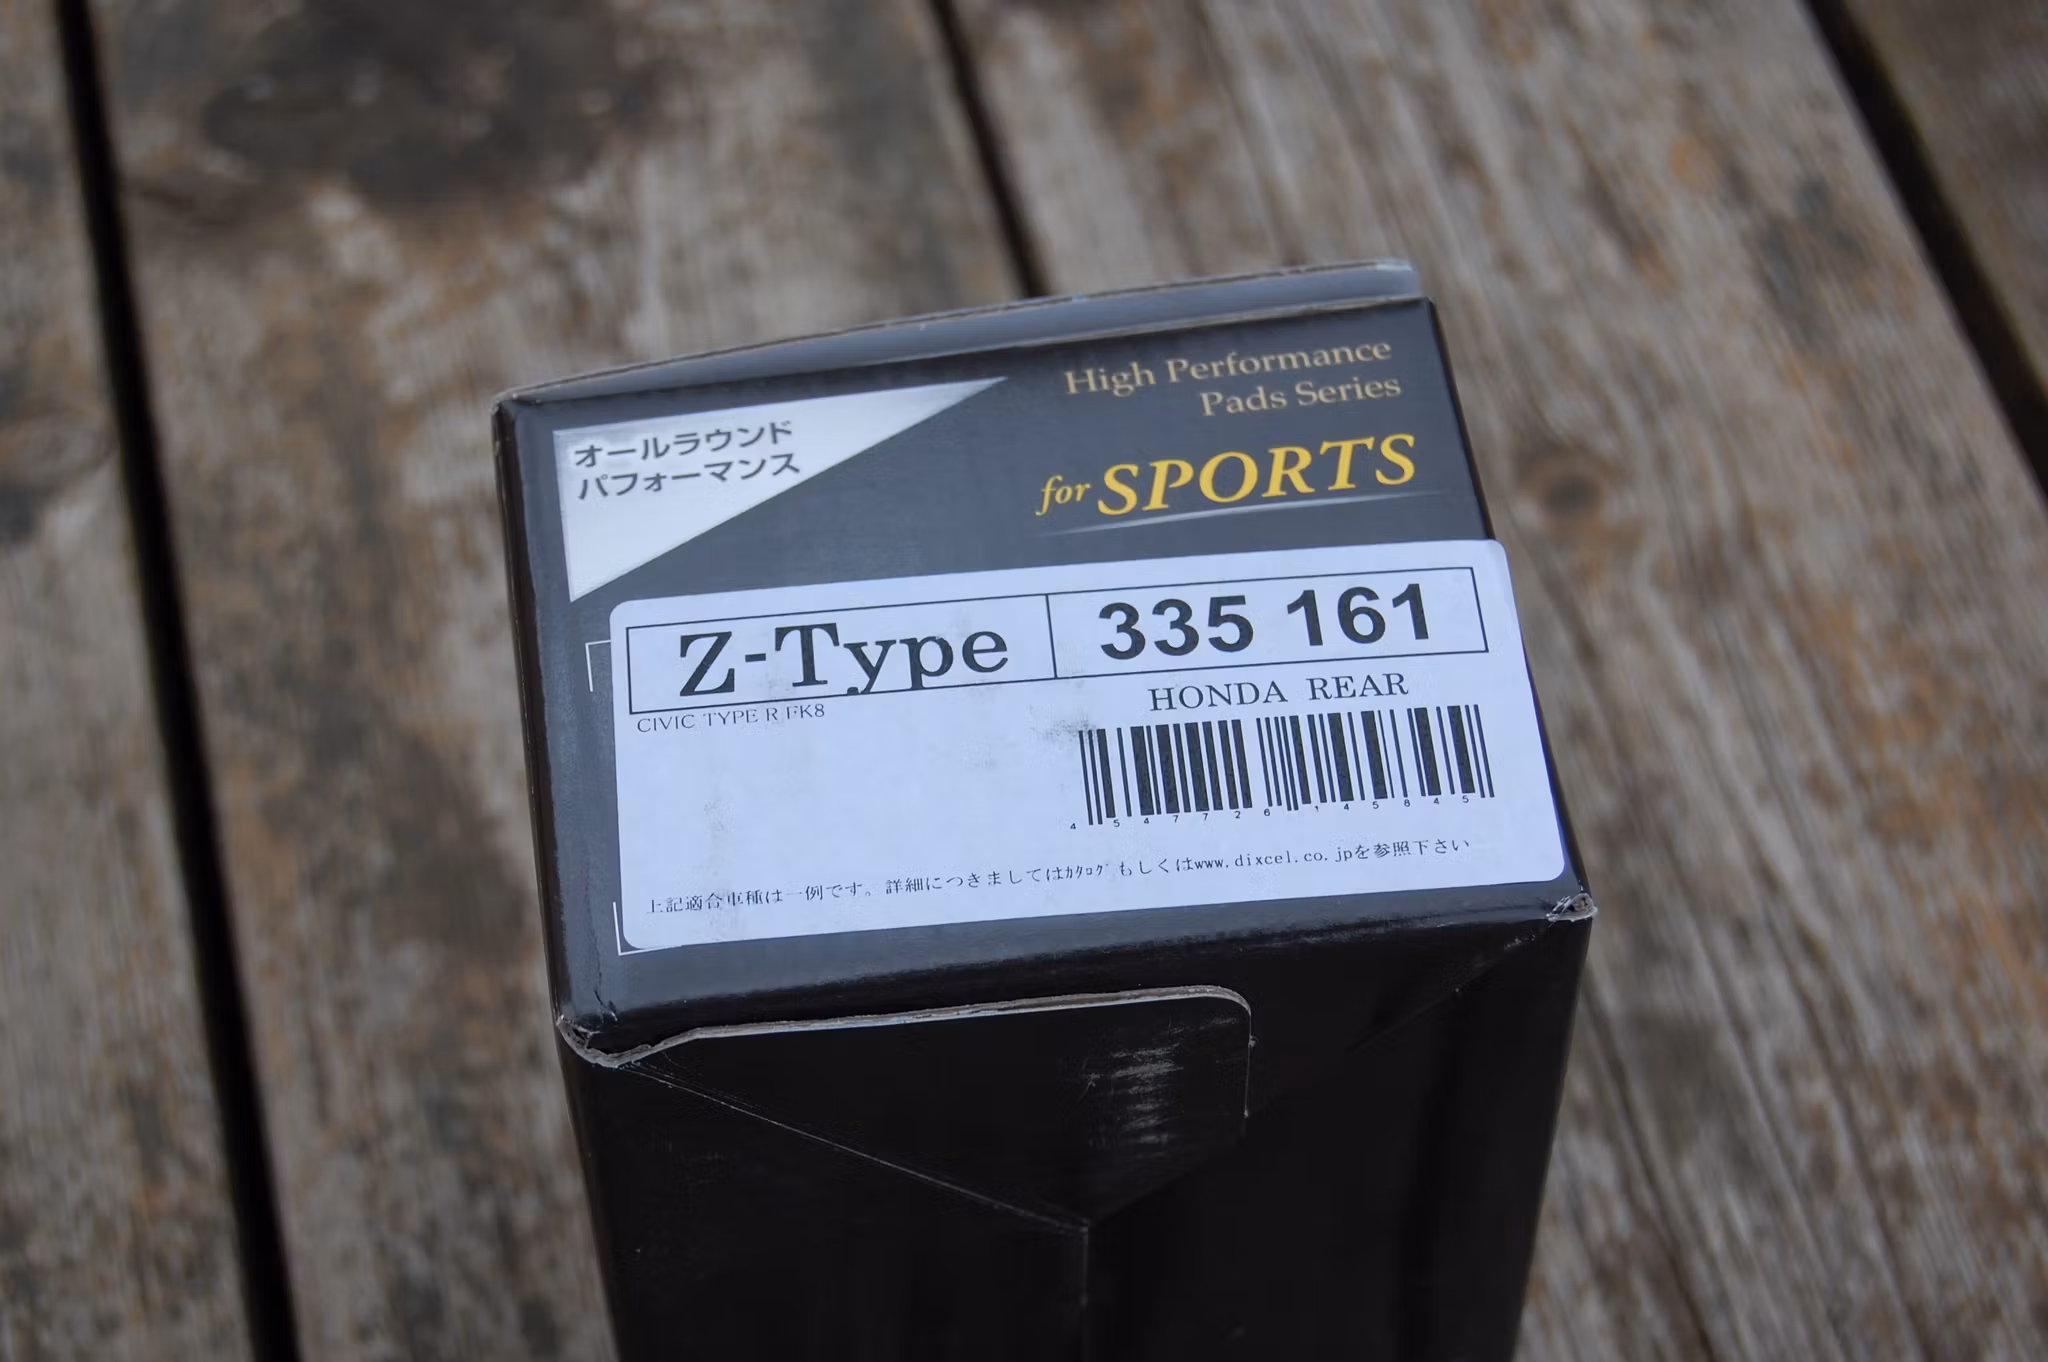 オールラウンド
パフォーマンス
High Performance
Pads Series
for SPORTS
Z-Type
335 161
CIVIC TYPE R FK8
HONDA REAR
4 547726 145845
上記適合車種は一例です。詳細につきましてはｶﾀﾛｸﾞもしくはwww.dixcel.co.jpを参照下さい